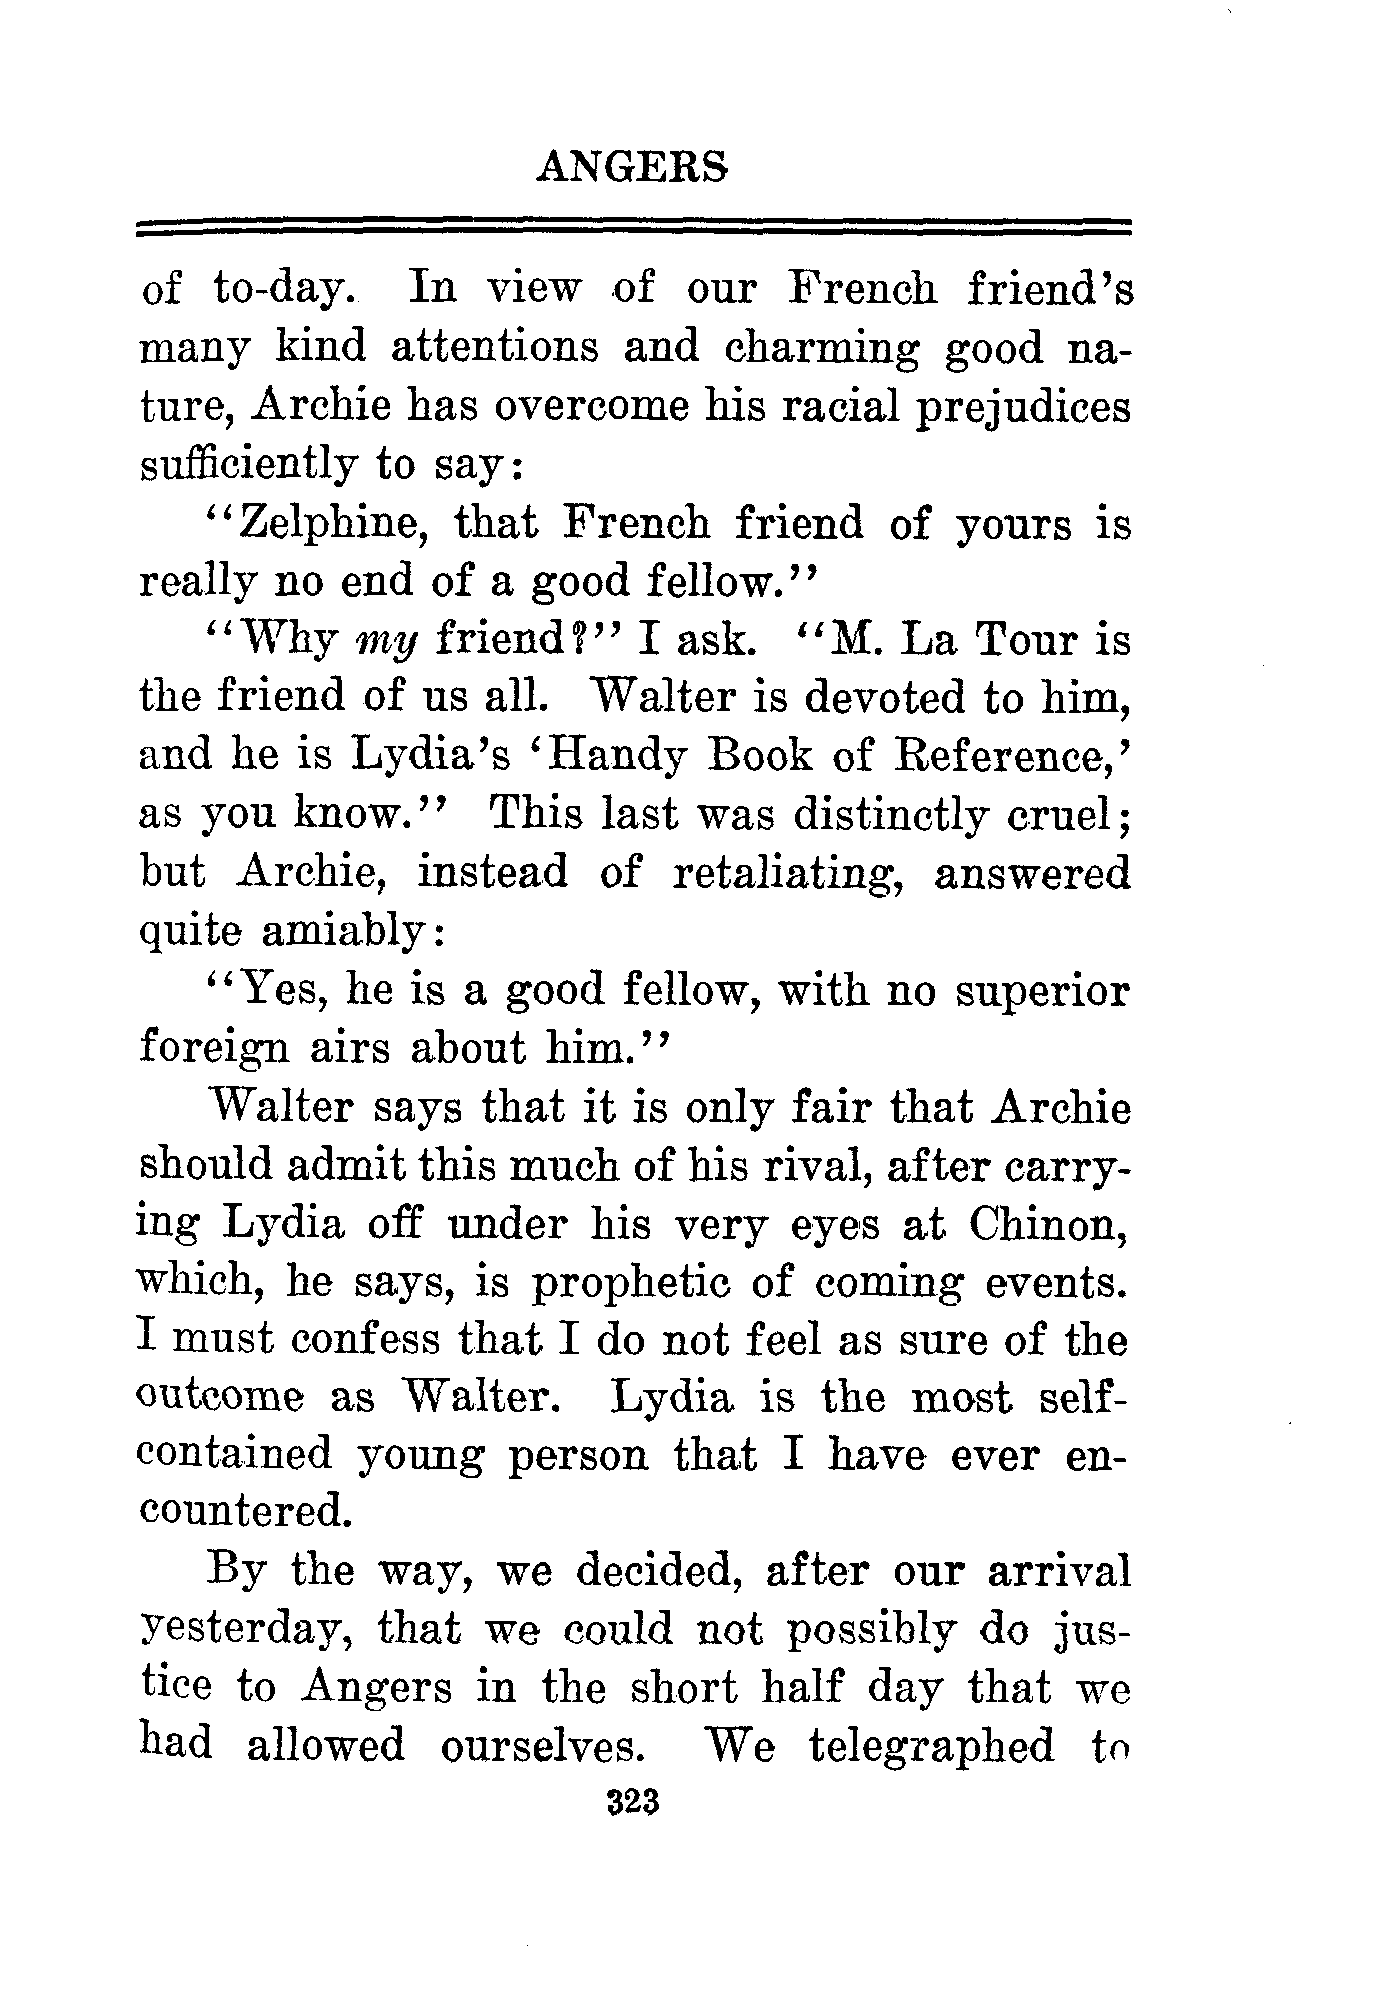 ANGERS
of to-day. In view of our French friend's
many kind attentions and charming good na-
ture, Archie has overcome his racial prejudices
sufficiently to say:
"Zelphine, that French friend of yours is
really no end of a good fellow."
"Why my friend?" I ask. "M. La Tour is
the friend of us all. Walter is devoted to him,
and he is Lydia's 'Handy Book of Reference,'
as you know." This last was distinctly cruel;
but Archie, instead of retaliating, answered
quite amiably:
"Yes, he is a good fellow, with no superior
foreign airs about him."
Walter says that it is only fair that Archie
should admit this much of his rival, after carry-
ing Lydia off under his very eyes at Chinon,
which, he says, is prophetic of coming events.
I must confess that I do not feel as sure of the
outcome as Walter. Lydia is the most self-
contained young person that I have ever en-
countered.
By the way, we decided, after our arrival
yesterday, that we could not possibly do jus-
tice to Angers in the short half day that we
had allowed ourselves. We telegraphed to
323